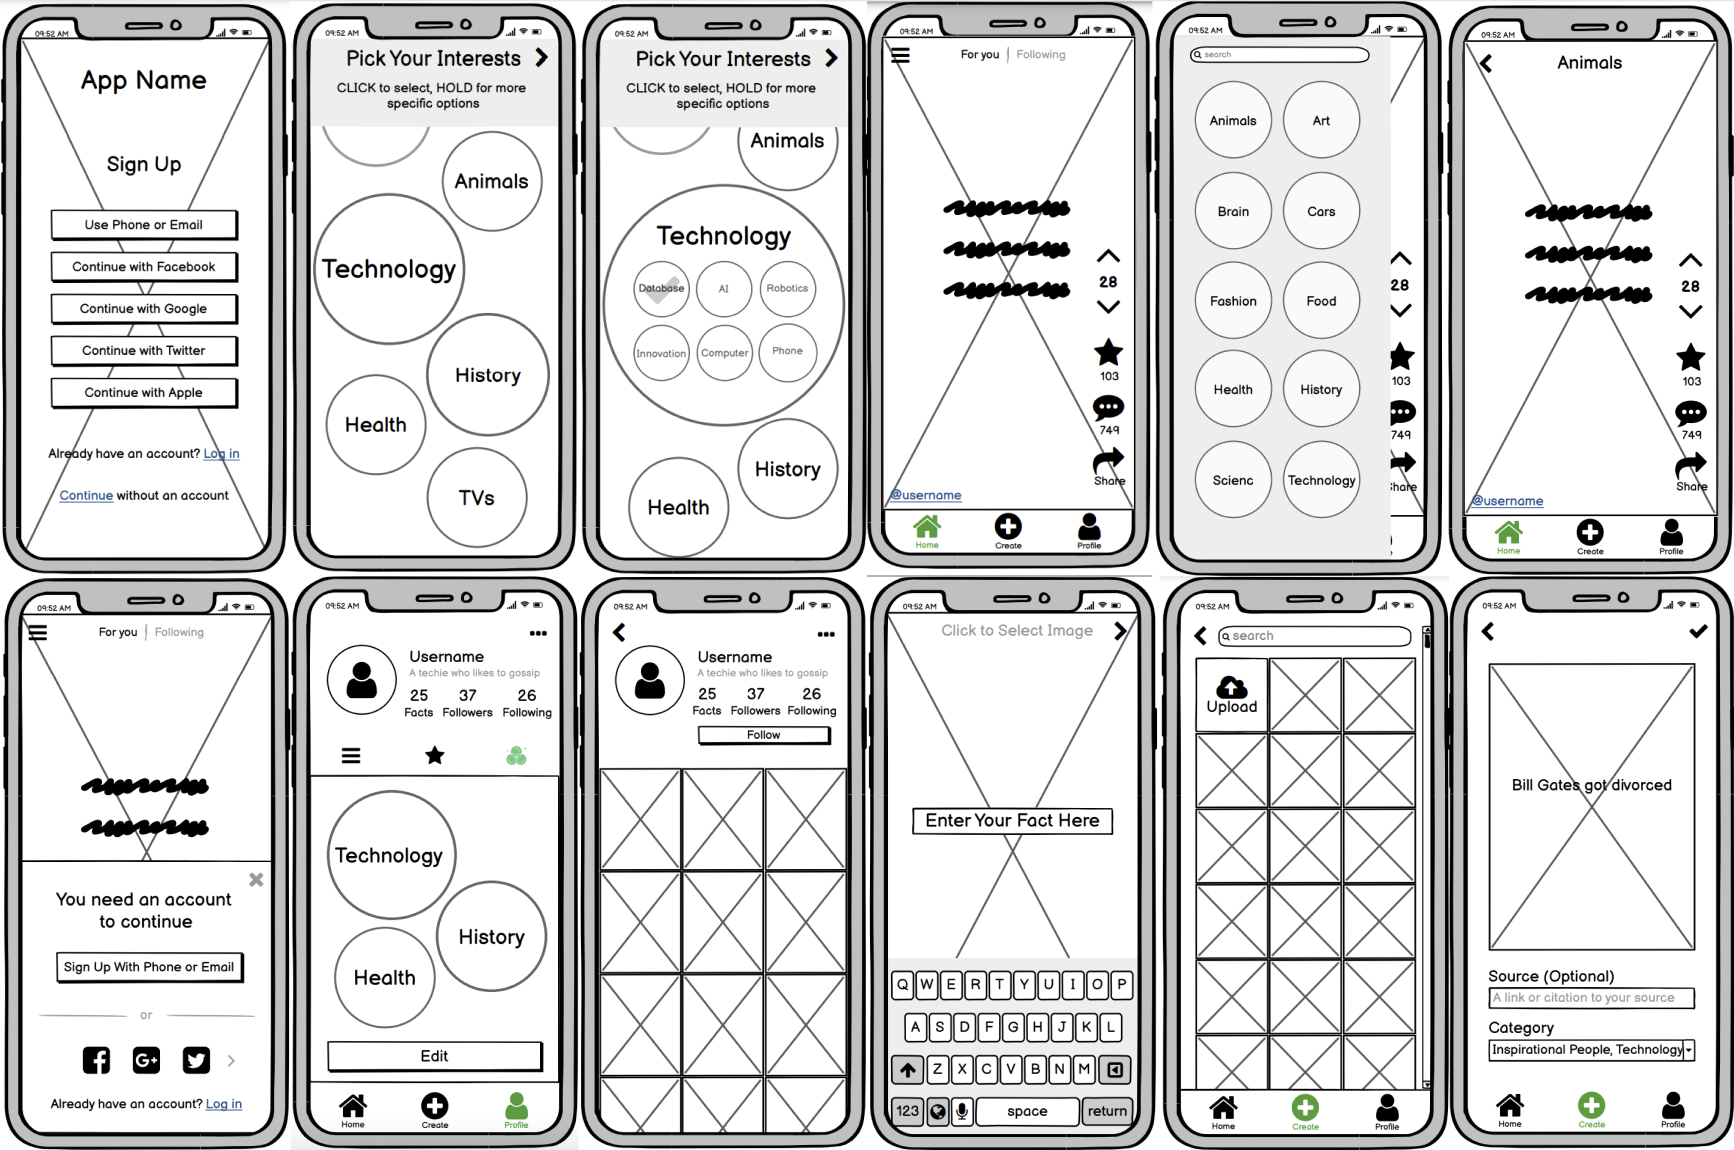 09:52 AM
App Name
Sign Up
Use Phone or Email
Continue with Facebook
Continue with Google
Continue with Twitter
Continue with Apple
Already have an account? Log in
Continue without an account
09:52 AM
Pick Your Interests
CLICK to select, HOLD for more
specific options
Animals
Technology
History
Health
TVs
09:52 AM
Pick Your Interests
CLICK to select, HOLD for more
specific options
Animals
Technology
Database
AI
Robotics
Innovation
Computer
Phone
History
Health
09:52 AM
For you | Following
28
103
749
Share
@username
Home
Create
Profile
09:52 AM
search
Animals
Art
Brain
Cars
Fashion
Food
28
Health
History
103
749
Scienc
Technology
Share
09:52 AM
Animals
28
103
749
Share
@username
Home
Create
Profile
09:52 AM
For you | Following
You need an account
to continue
Sign Up With Phone or Email
or
G+
Already have an account? Log in
09:52 AM
Username
A techie who likes to gossip
25 37 26
Facts Followers Following
Technology
History
Health
Edit
Home
Create
Profile
09:52 AM
Username
A techie who likes to gossip
25 37 26
Facts Followers Following
Follow
09:52 AM
Click to Select Image
Enter Your Fact Here
Q W E R T Y U I O P
A S D F G H J K L
Z X C V B N M
123 space return
09:52 AM
search
Upload
Home
Create
Profile
09:52 AM
Bill Gates got divorced
Source (Optional)
A link or citation to your source
Category
Inspirational People, Technology
Home
Create
Profile